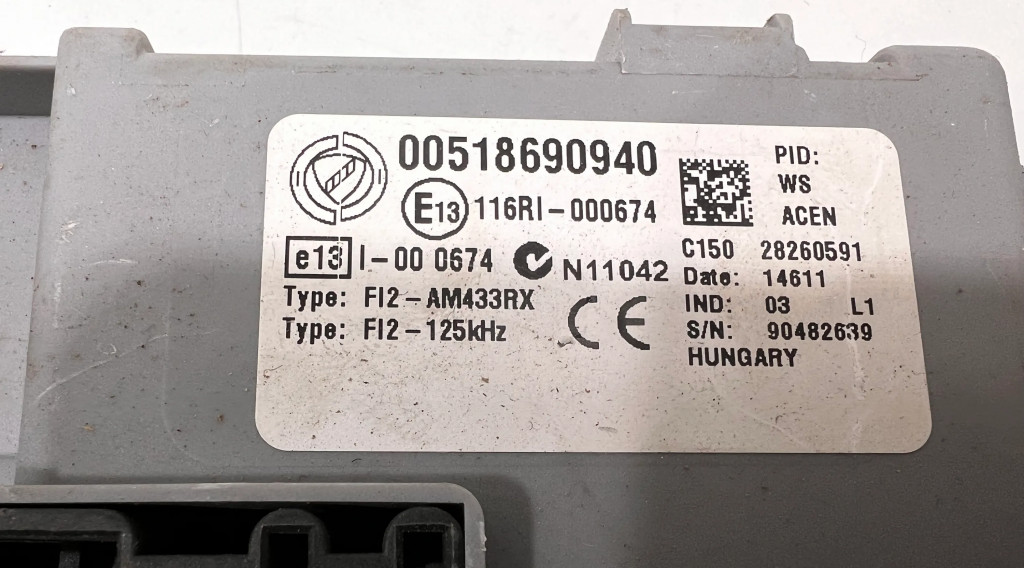 00518690940
E13 116RI-000674
e13 I-00 0674 N11042
Type: FI2-AM433RX
Type: FI2-125kHz
CE
PID:
WS
ACEN
C150 28260591
Date: 14611
IND: 03 L1
S/N: 90482639
HUNGARY